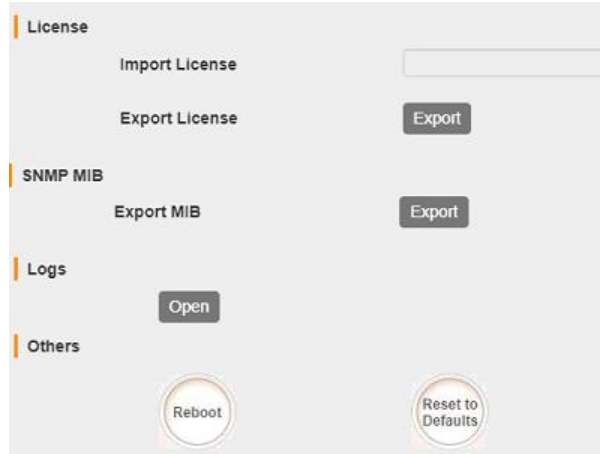 License
Import License
Export License Export
SNMP MIB
Export MIB Export
Logs
Open
Others
Reboot
Reset to
Defaults